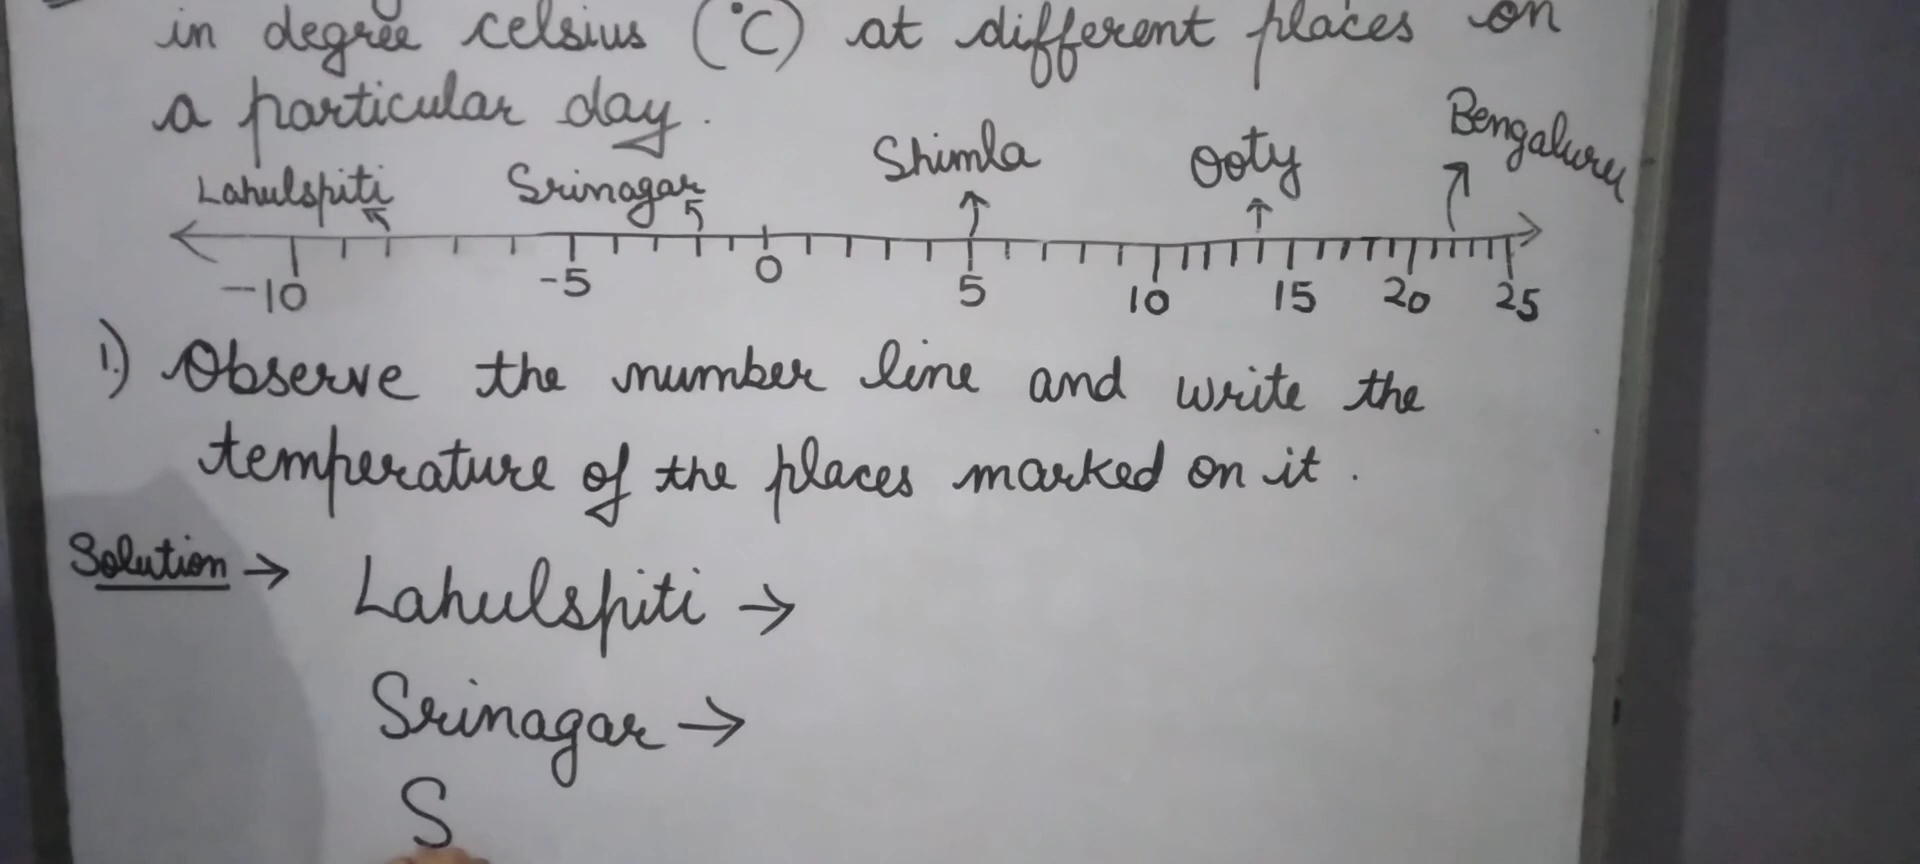 in degree celsius (°C) at different places on
a particular day.
Lahulspiti Srinagar Shimla Ooty Bengaluru
-10 -5 0 5 10 15 20 25
1.) Observe the number line and write the
temperature of the places marked on it.
Solution → Lahulspiti →
Srinagar →
S